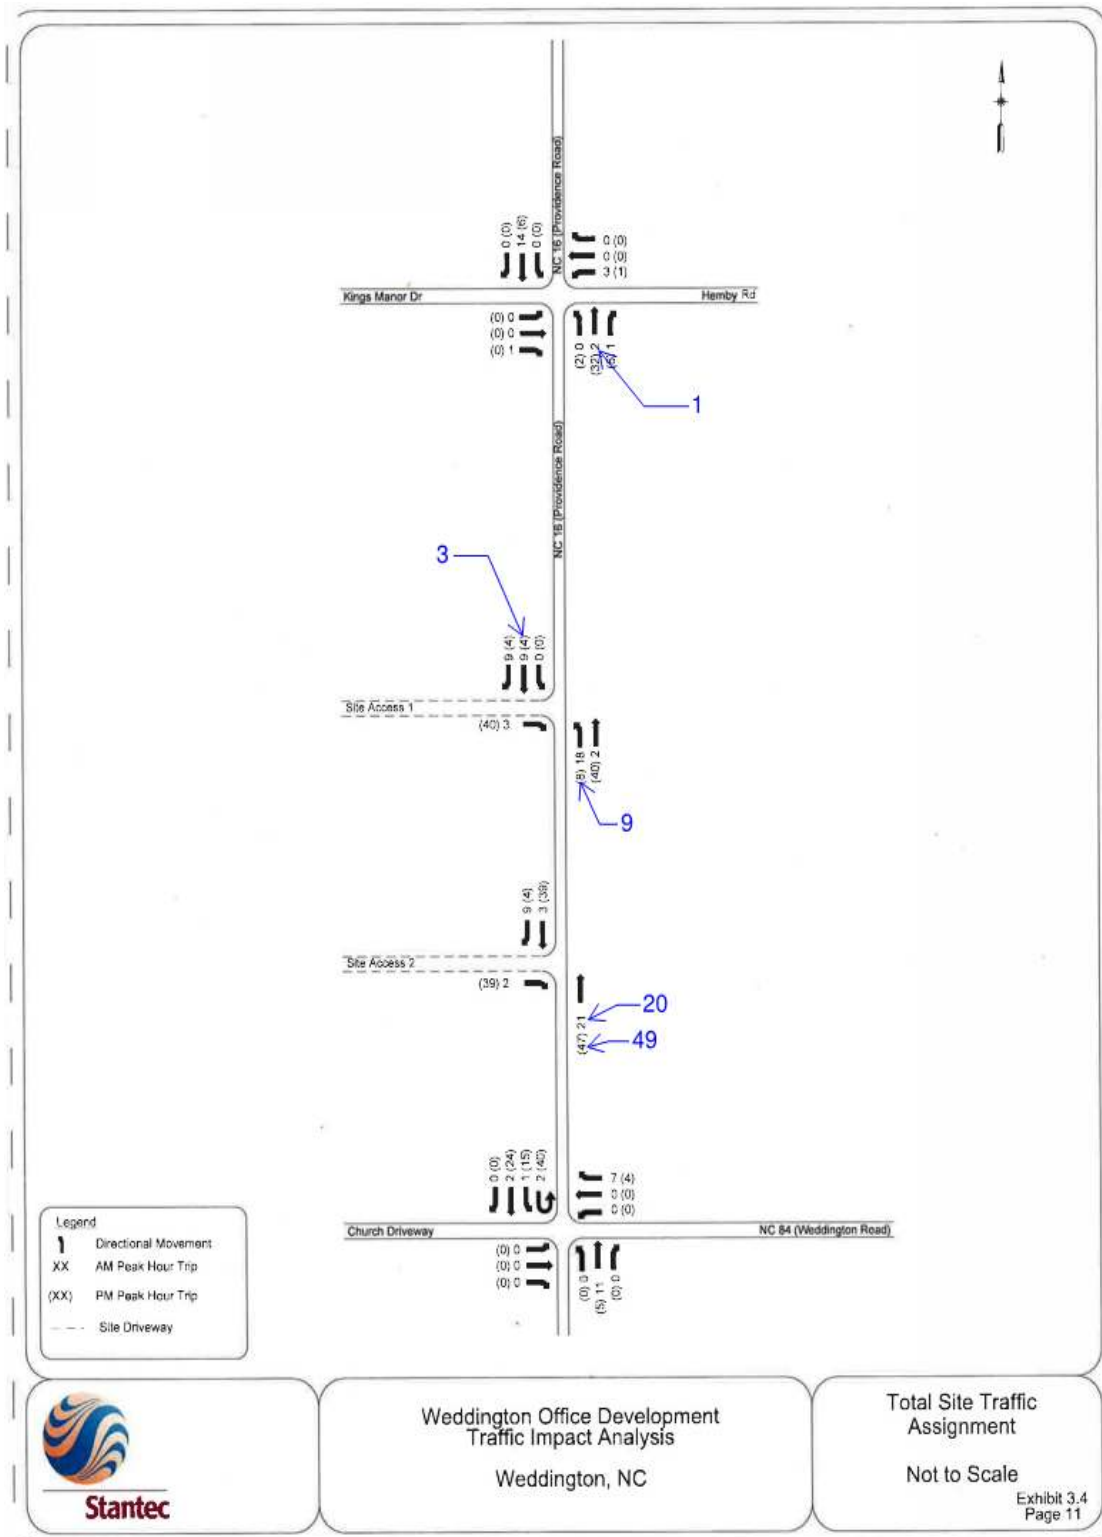 NC 16 (Providence Road)
0 (0)
14 (6)
0 (0)
0 (0)
0 (0)
3 (1)
Kings Manor Dr
Hemby Rd
(0) 0
(0) 0
(0) 1
(2) 0
(32) 2
(5) 1
1
NC 16 (Providence Road)
3
9 (4)
9 (4)
0 (0)
Site Access 1
(40) 3
(8) 18
(40) 2
9
9 (4)
3 (39)
Site Access 2
(39) 2
20
(47) 21
49
0 (0)
2 (24)
1 (15)
2 (40)
7 (4)
0 (0)
0 (0)
Church Driveway
NC 84 (Weddington Road)
(0) 0
(0) 0
(0) 0
(0) 0
(5) 11
(0) 0
Legend
Directional Movement
XX AM Peak Hour Trip
(XX) PM Peak Hour Trip
Site Driveway
Stantec
Weddington Office Development
Traffic Impact Analysis
Weddington, NC
Total Site Traffic
Assignment
Not to Scale
Exhibit 3.4
Page 11